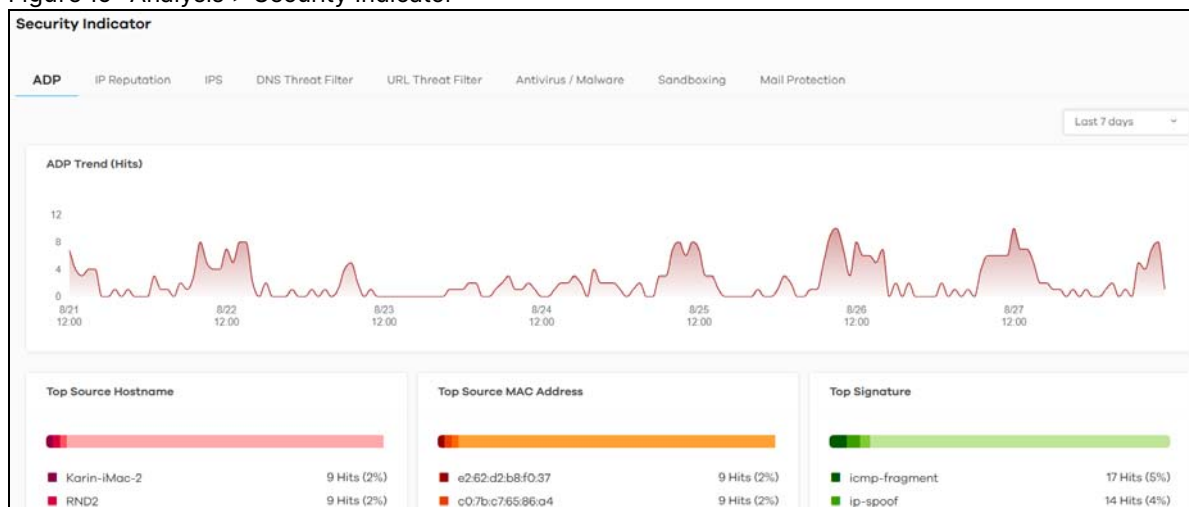 Security Indicator
ADP IP Reputation IPS DNS Threat Filter URL Threat Filter Antivirus / Malware Sandboxing Mail Protection
Last 7 days
ADP Trend (Hits)
12
8
4
0
8/21 8/22 8/23 8/24 8/25 8/26 8/27
12:00 12:00 12:00 12:00 12:00 12:00 12:00
Top Source Hostname
Karin-iMac-2 9 Hits (2%)
RND2 9 Hits (2%)
Top Source MAC Address
e2:62:d2:b8:f0:37 9 Hits (2%)
c0:7b:c7:65:86:a4 9 Hits (2%)
Top Signature
icmp-fragment 17 Hits (5%)
ip-spoof 14 Hits (4%)